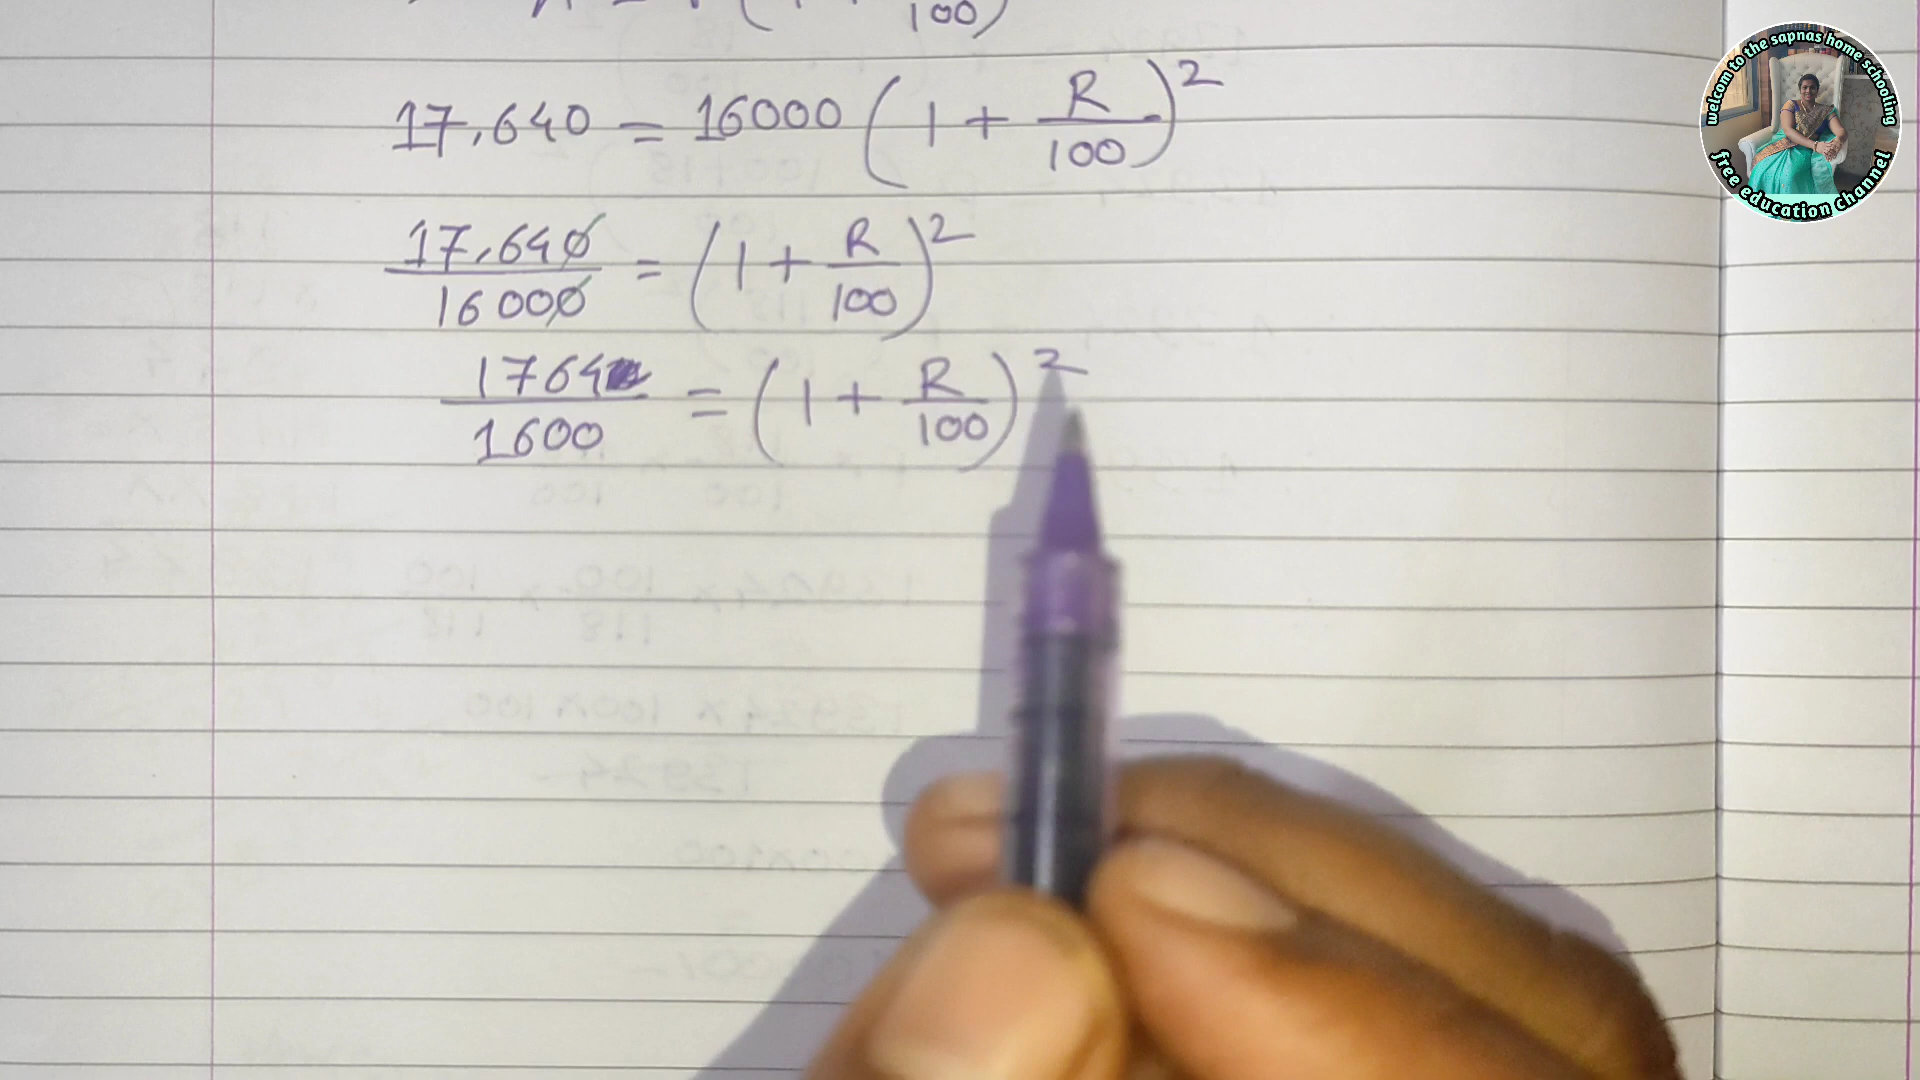 100)
17,640 = 16000 (1 + R/100)²
17,640/16000 = (1 + R/100)²
1764/1600 = (1 + R/100)²
welcom to the sapnas home schooling
free education channel